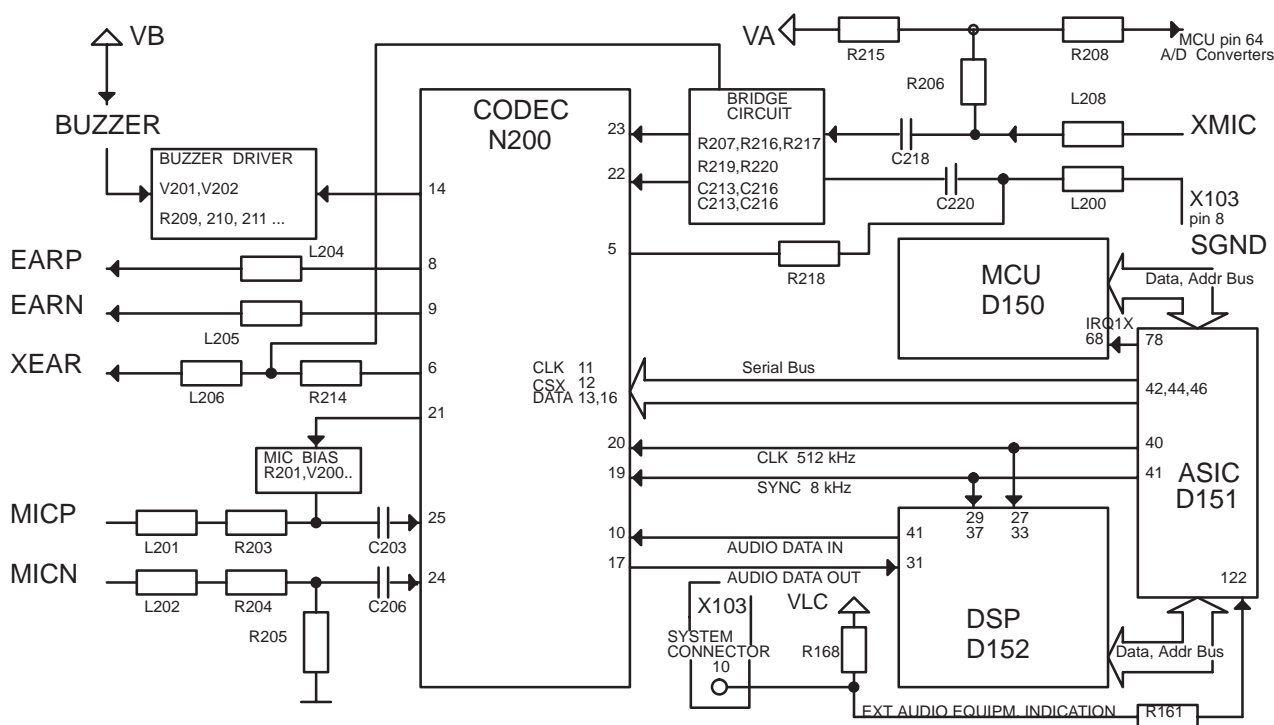 VB
VA
R215
R208
MCU pin 64
A/D Converters
R206
BUZZER
CODEC
N200
BRIDGE
CIRCUIT
L208
XMIC
23
C218
BUZZER DRIVER
V201,V202
R209, 210, 211 ...
14
22
R207,R216,R217
R219,R220
C213,C216
C213,C216
C220
L200
X103
pin 8
SGND
EARP
L204
8
5
R218
MCU
D150
Data, Addr Bus
EARN
L205
9
IRQ1X
68
78
XEAR
L206
R214
6
CLK 11
CSX 12
DATA 13,16
Serial Bus
42,44,46
21
MIC BIAS
R201,V200..
20
CLK 512 kHz
40
19
SYNC 8 kHz
41
ASIC
D151
MICP
L201
R203
C203
25
29
37
27
33
10
AUDIO DATA IN
41
MICN
L202
R204
C206
24
17
AUDIO DATA OUT
31
122
R205
X103
VLC
SYSTEM
CONNECTOR
10
R168
DSP
D152
Data, Addr Bus
EXT AUDIO EQUIPM. INDICATION
R161